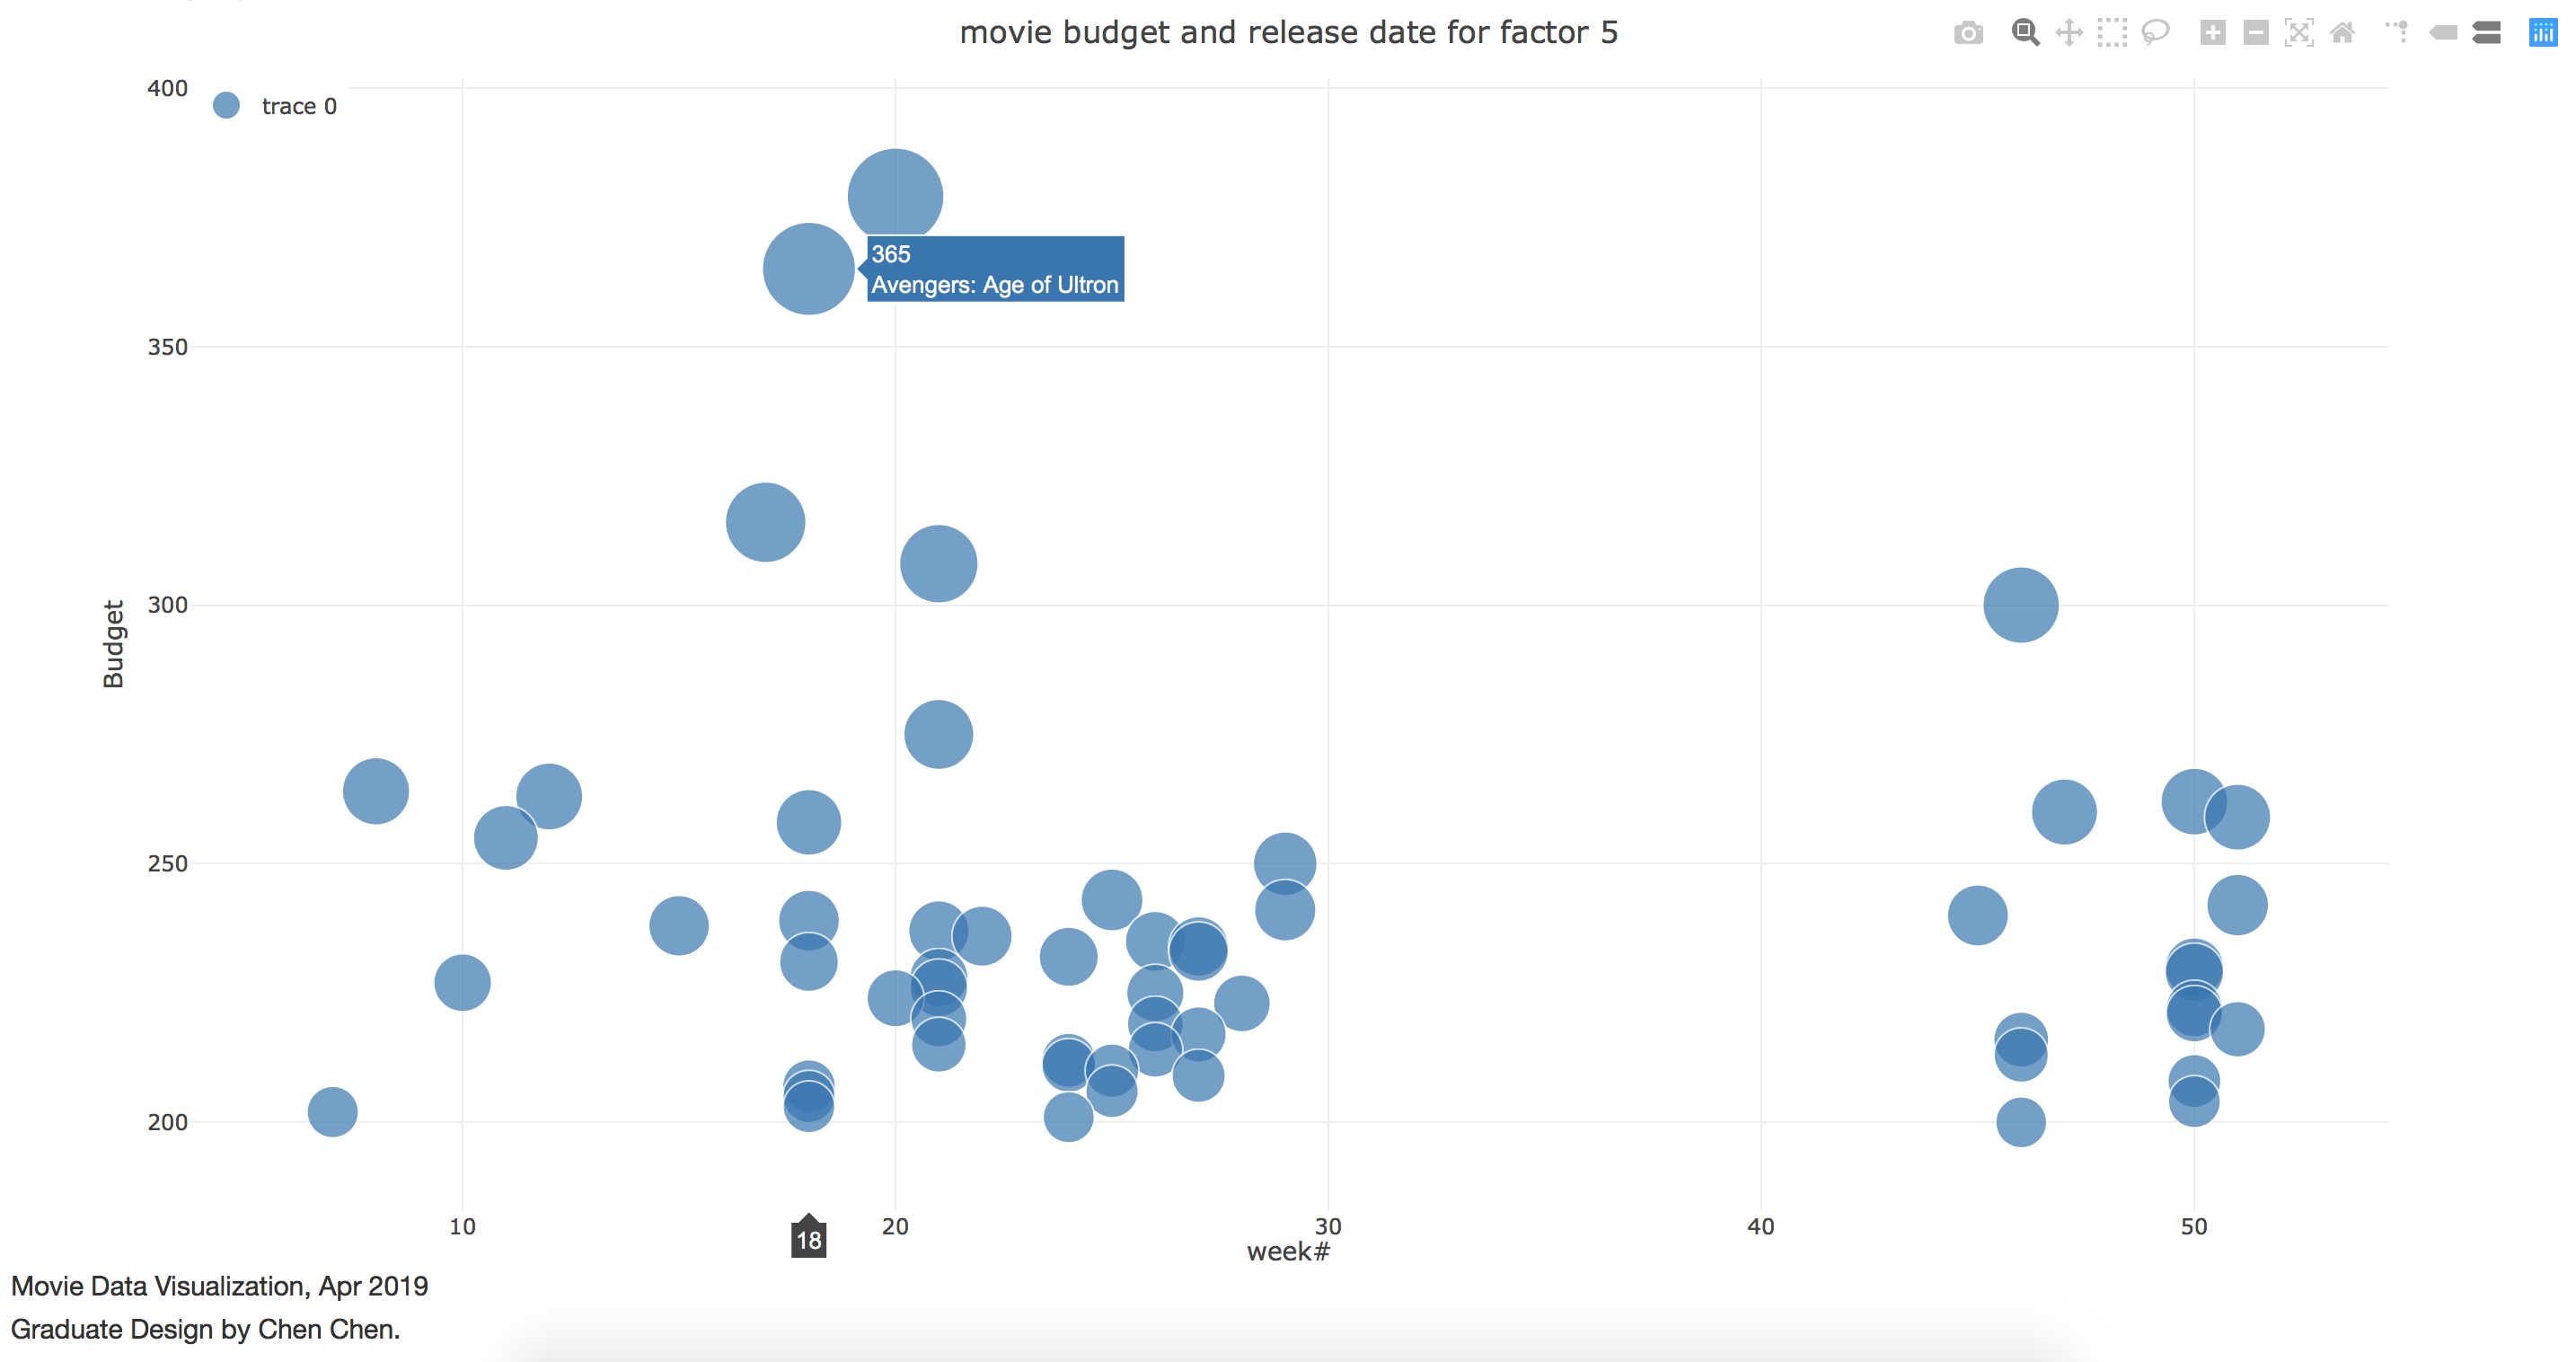 movie budget and release date for factor 5
400
trace 0
365
Avengers: Age of Ultron
350
300
Budget
250
200
10
18
20
30
40
50
week#
Movie Data Visualization, Apr 2019
Graduate Design by Chen Chen.